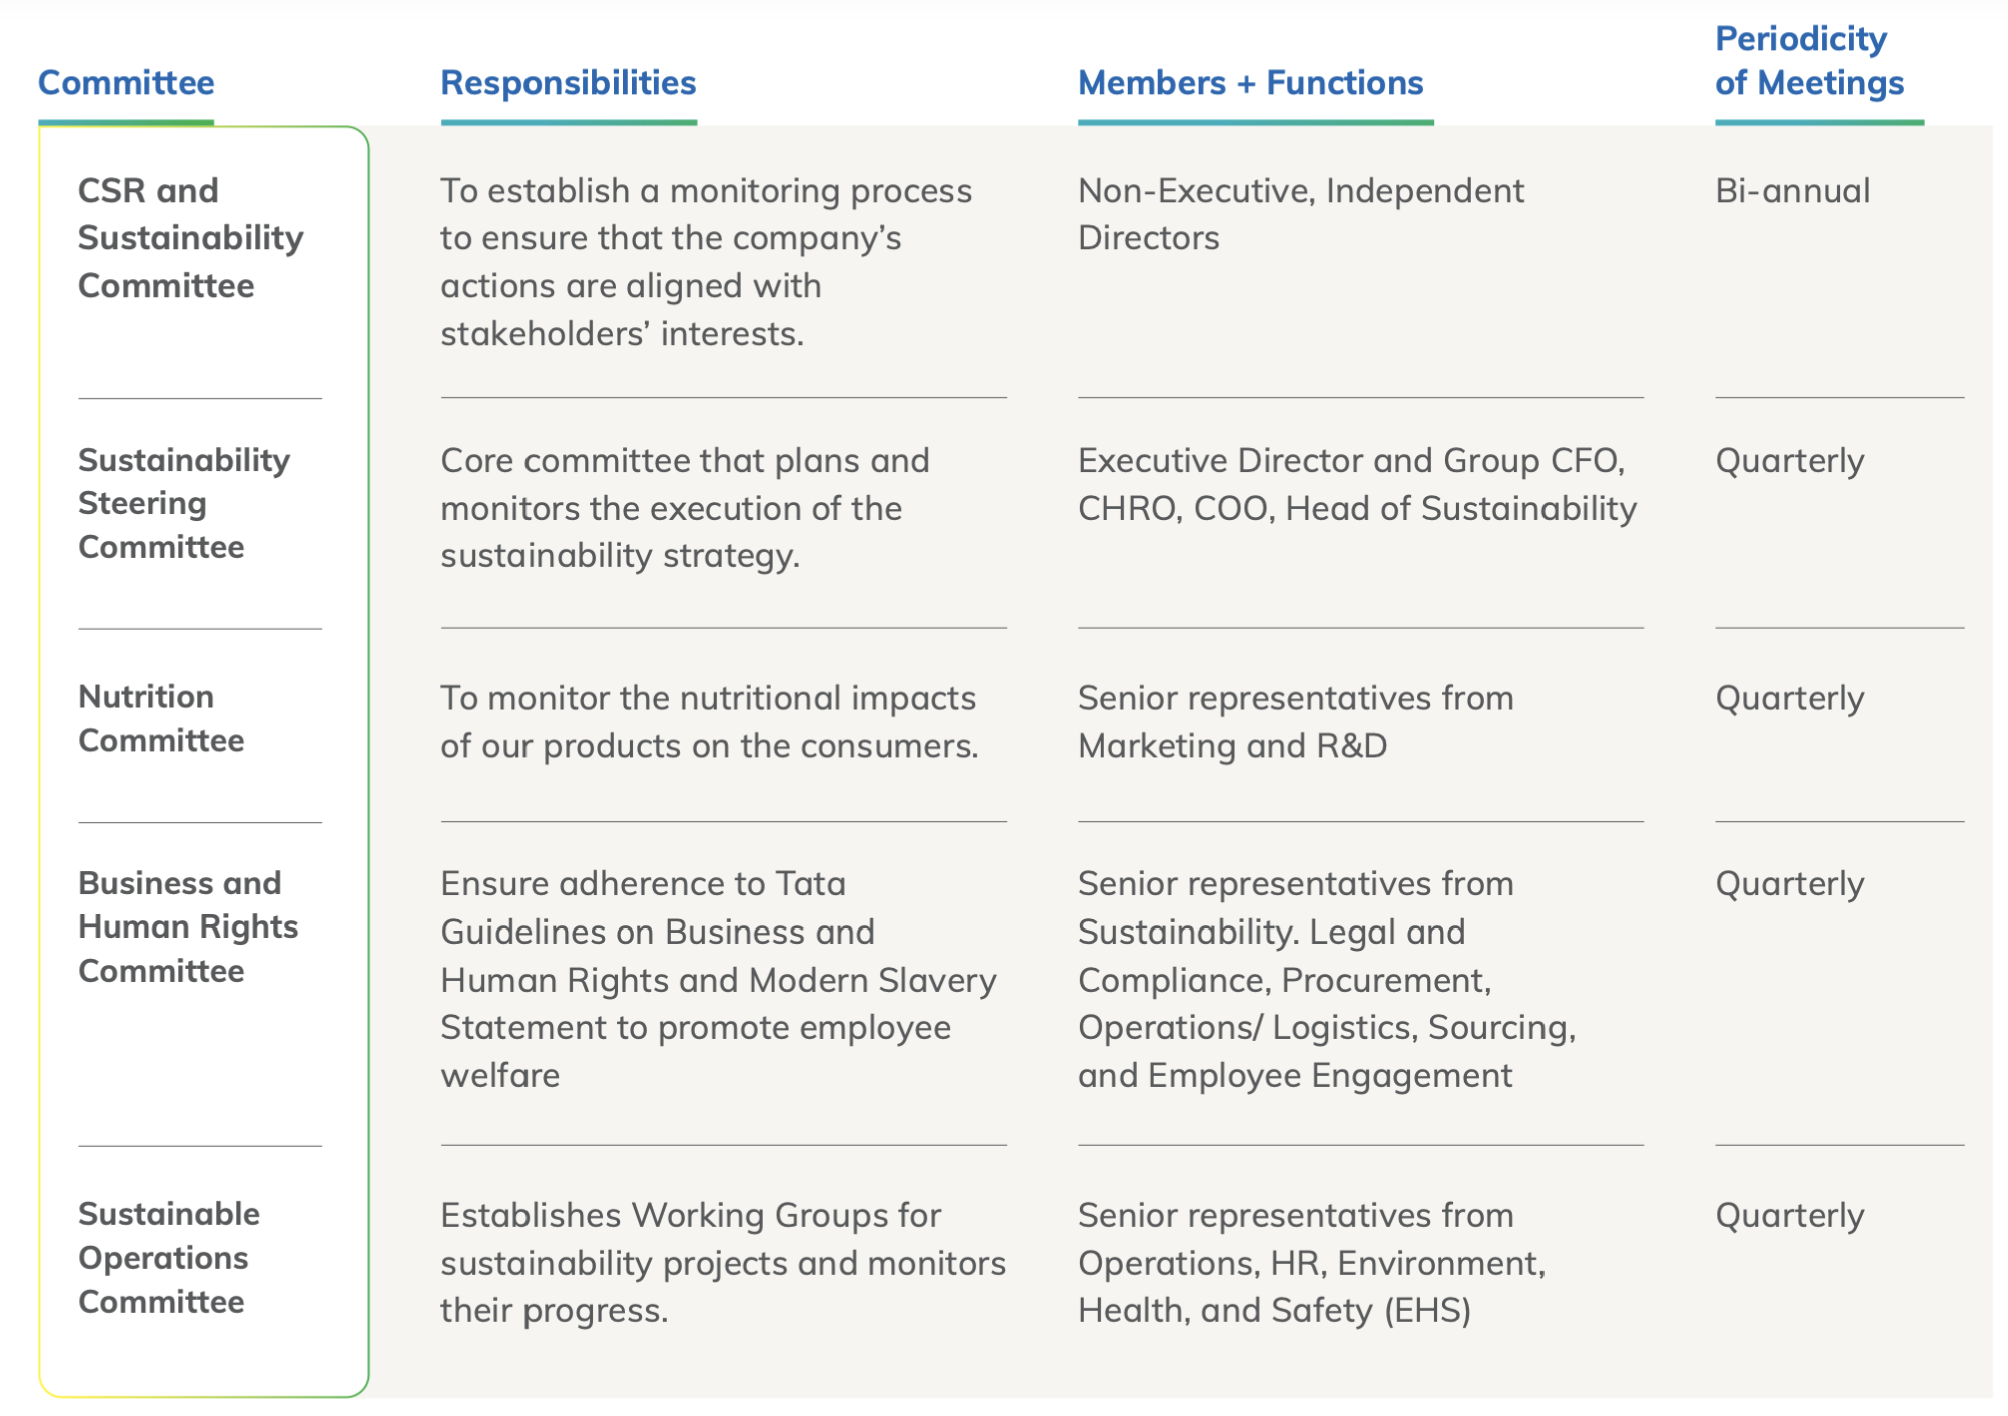 Committee
Responsibilities
Members + Functions
Periodicity
of Meetings
CSR and
Sustainability
Committee
To establish a monitoring process
to ensure that the company’s
actions are aligned with
stakeholders’ interests.
Non-Executive, Independent
Directors
Bi-annual
Sustainability
Steering
Committee
Core committee that plans and
monitors the execution of the
sustainability strategy.
Executive Director and Group CFO,
CHRO, COO, Head of Sustainability
Quarterly
Nutrition
Committee
To monitor the nutritional impacts
of our products on the consumers.
Senior representatives from
Marketing and R&D
Quarterly
Business and
Human Rights
Committee
Ensure adherence to Tata
Guidelines on Business and
Human Rights and Modern Slavery
Statement to promote employee
welfare
Senior representatives from
Sustainability. Legal and
Compliance, Procurement,
Operations/ Logistics, Sourcing,
and Employee Engagement
Quarterly
Sustainable
Operations
Committee
Establishes Working Groups for
sustainability projects and monitors
their progress.
Senior representatives from
Operations, HR, Environment,
Health, and Safety (EHS)
Quarterly